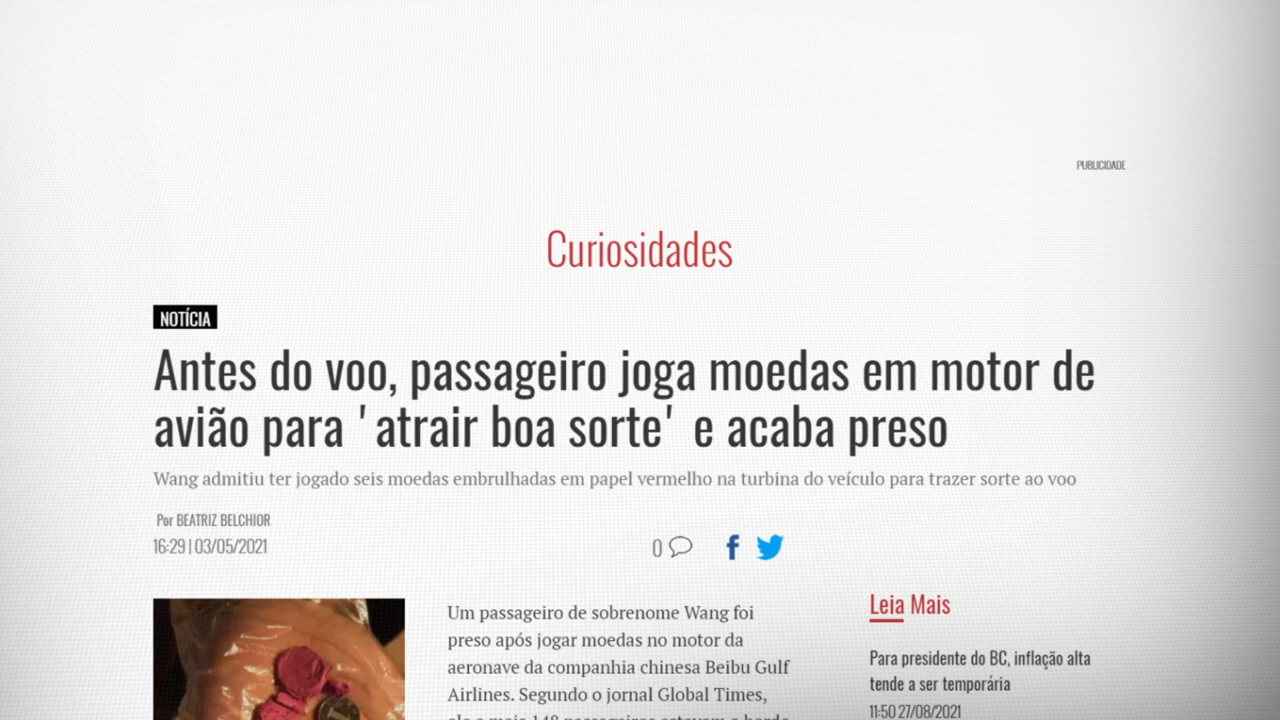 PUBLICIDADE
Curiosidades
NOTÍCIA
Antes do voo, passageiro joga moedas em motor de
avião para 'atrair boa sorte' e acaba preso
Wang admitiu ter jogado seis moedas embrulhadas em papel vermelho na turbina do veículo para trazer sorte ao voo
Por BEATRIZ BELCHIOR
16:29 | 03/05/2021
0
Um passageiro de sobrenome Wang foi
preso após jogar moedas no motor da
aeronave da companhia chinesa Beibu Gulf
Airlines. Segundo o jornal Global Times,
Leia Mais
Para presidente do BC, inflação alta
tende a ser temporária
11:50 27/08/2021